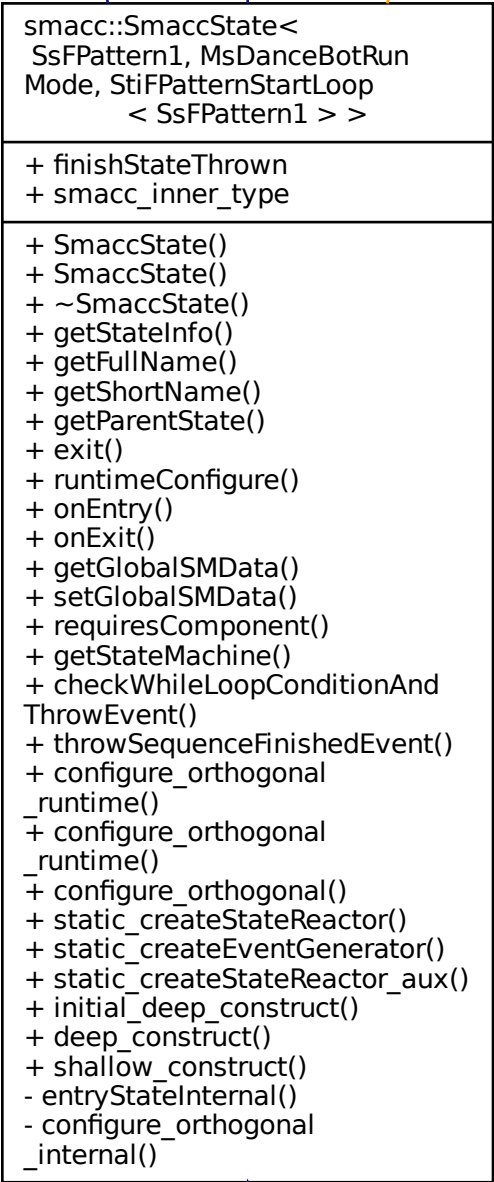 smacc::SmaccState<
SsFPattern1, MsDanceBotRun
Mode, StiFPatternStartLoop
< SsFPattern1 > >
+ finishStateThrown
+ smacc_inner_type
+ SmaccState()
+ SmaccState()
+ ~SmaccState()
+ getStateInfo()
+ getFullName()
+ getShortName()
+ getParentState()
+ exit()
+ runtimeConfigure()
+ onEntry()
+ onExit()
+ getGlobalSMData()
+ setGlobalSMData()
+ requiresComponent()
+ getStateMachine()
+ checkWhileLoopConditionAnd
ThrowEvent()
+ throwSequenceFinishedEvent()
+ configure_orthogonal
_runtime()
+ configure_orthogonal
_runtime()
+ configure_orthogonal()
+ static_createStateReactor()
+ static_createEventGenerator()
+ static_createStateReactor_aux()
+ initial_deep_construct()
+ deep_construct()
+ shallow_construct()
- entryStateInternal()
- configure_orthogonal
_internal()